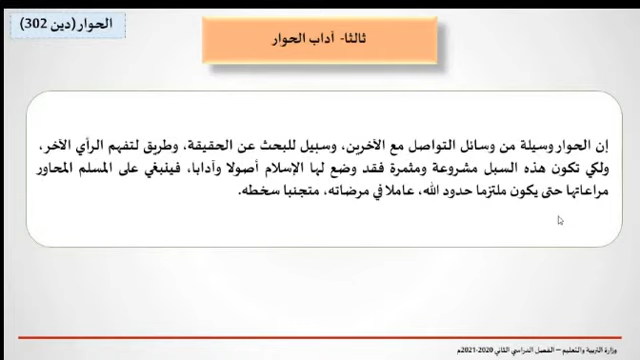 الحوار(دين 302)
ثالثا- آداب الحوار
إن الحوار وسيلة من وسائل التواصل مع الآخرين، وسبيل للبحث عن الحقيقة، وطريق لتفهم الرأي الآخر،
ولكي تكون هذه السبل مشروعة ومثمرة فقد وضع لها الإسلام أصولا وآدابا، فينبغي على المسلم المحاور
مراعاتها حتى يكون ملتزما حدود الله، عاملا في مرضاته، متجنبا سخطه.
وزارة التربية والتعليم – الفصل الدراسي الثاني 2020-2021م